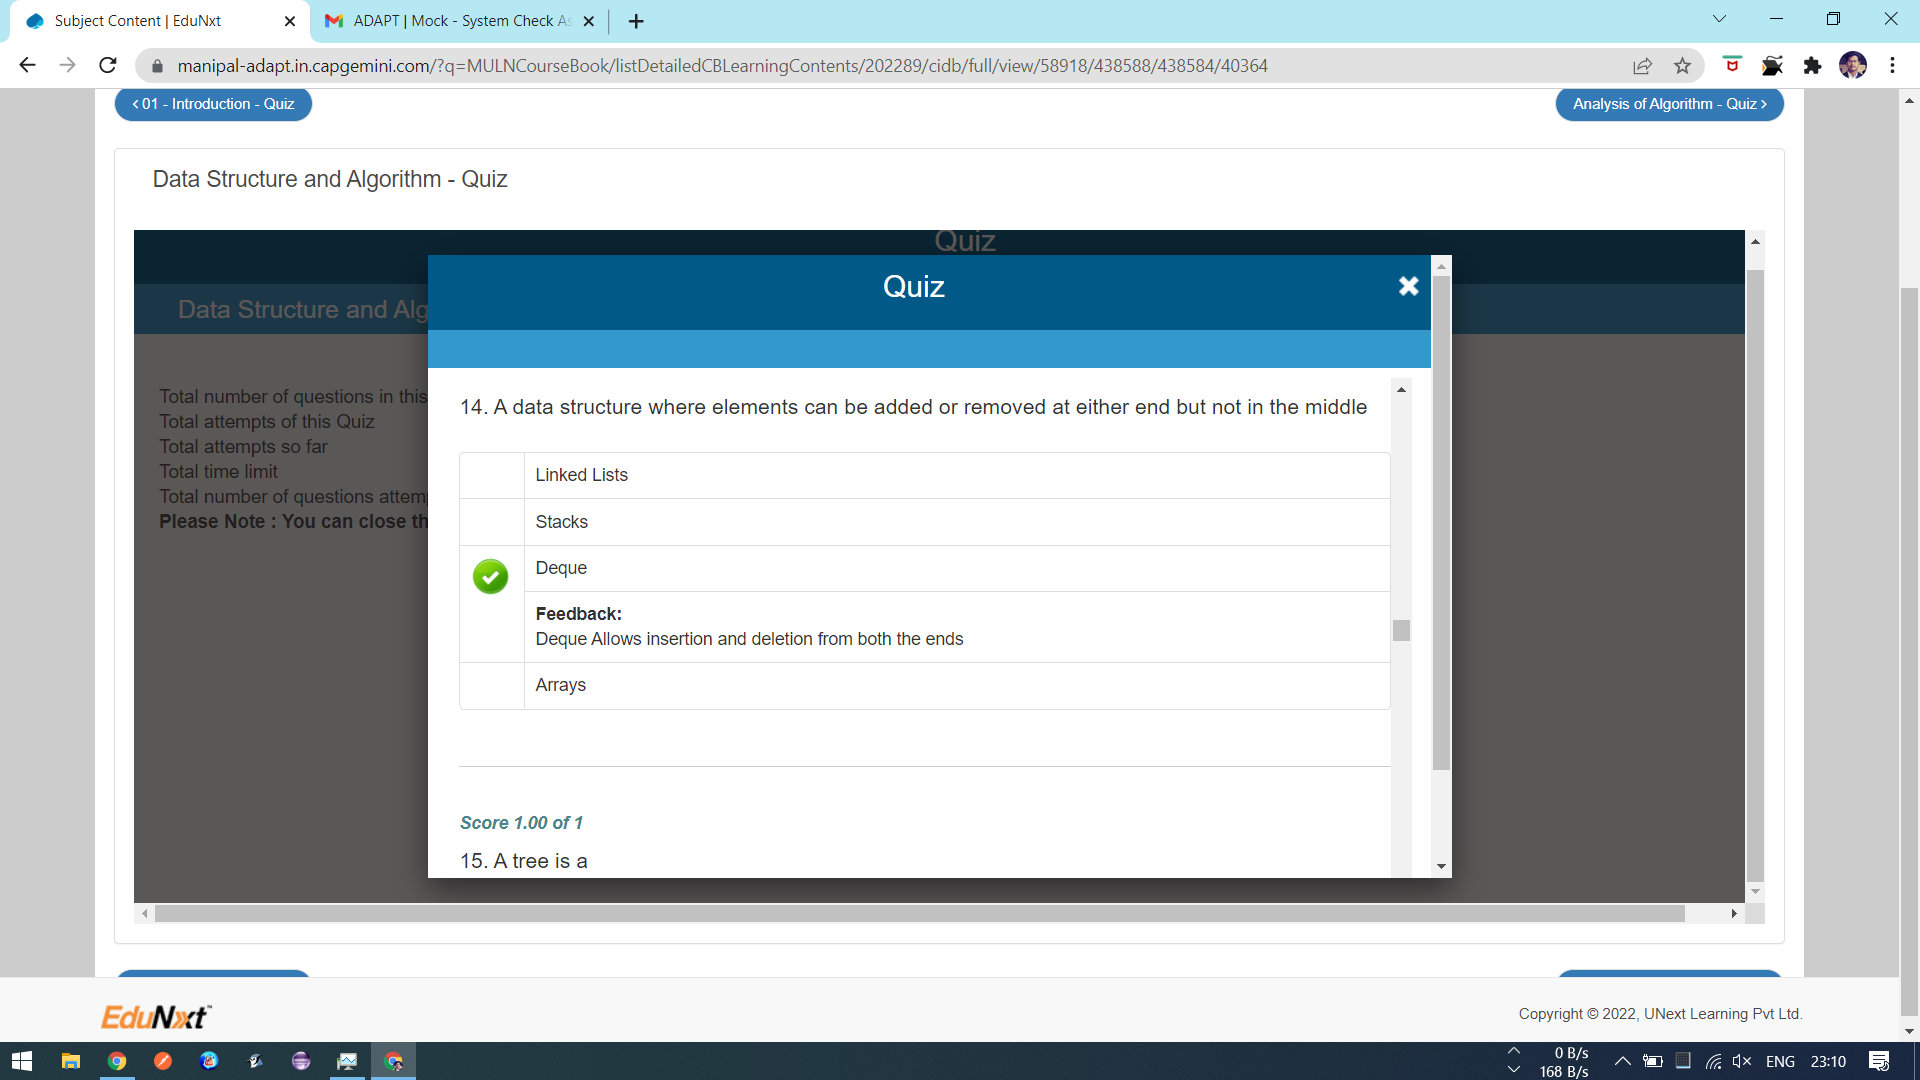 Subject Content | EduNxt
ADAPT | Mock - System Check As
manipal-adapt.in.capgemini.com/?q=MULNCourseBook/listDetailedCBLearningContents/202289/cidb/full/view/58918/438588/438584/40364
01 - Introduction - Quiz
Analysis of Algorithm - Quiz
Data Structure and Algorithm - Quiz
Quiz
Data Structure and Alg
Total number of questions in this
Total attempts of this Quiz
Total attempts so far
Total time limit
Total number of questions attem
Please Note : You can close th
Quiz
14. A data structure where elements can be added or removed at either end but not in the middle
Linked Lists
Stacks
Deque
Feedback:
Deque Allows insertion and deletion from both the ends
Arrays
Score 1.00 of 1
15. A tree is a
EduNxt™
Copyright © 2022, UNext Learning Pvt Ltd.
0 B/s
168 B/s
ENG
23:10